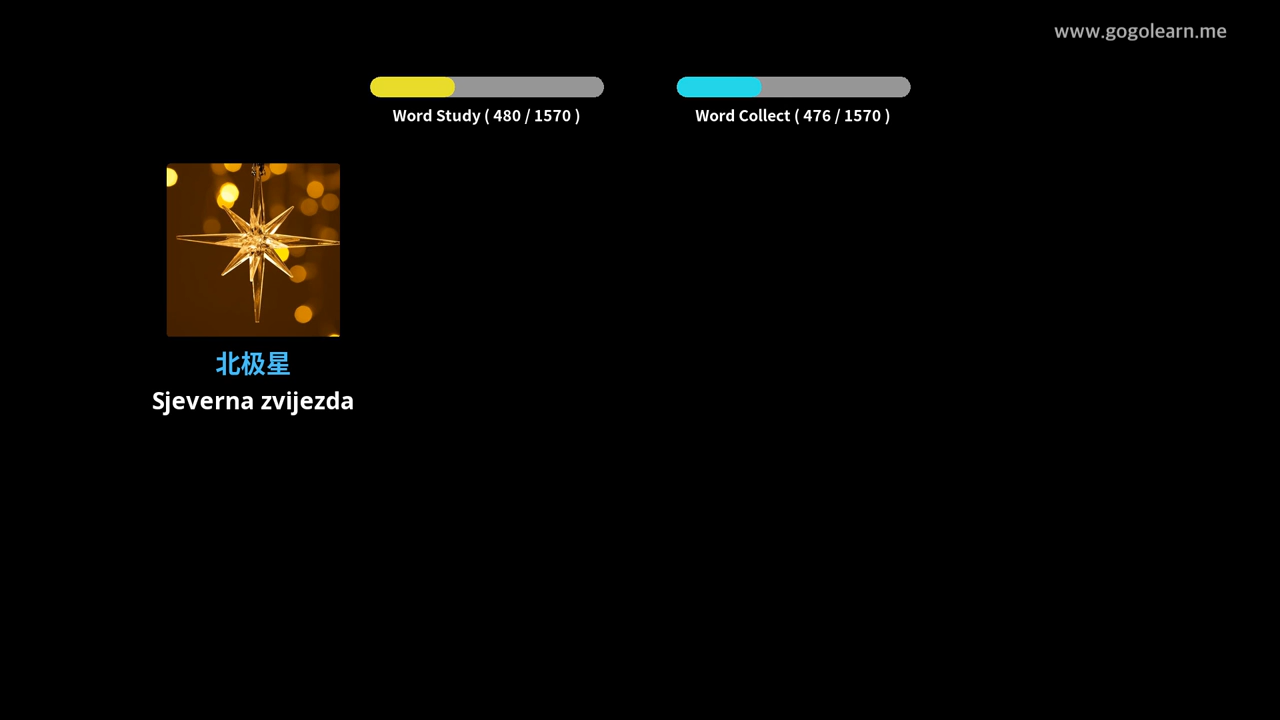 www.gogolearn.me
Word Study ( 480 / 1570 )
Word Collect ( 476 / 1570 )
北极星
Sjeverna zvijezda